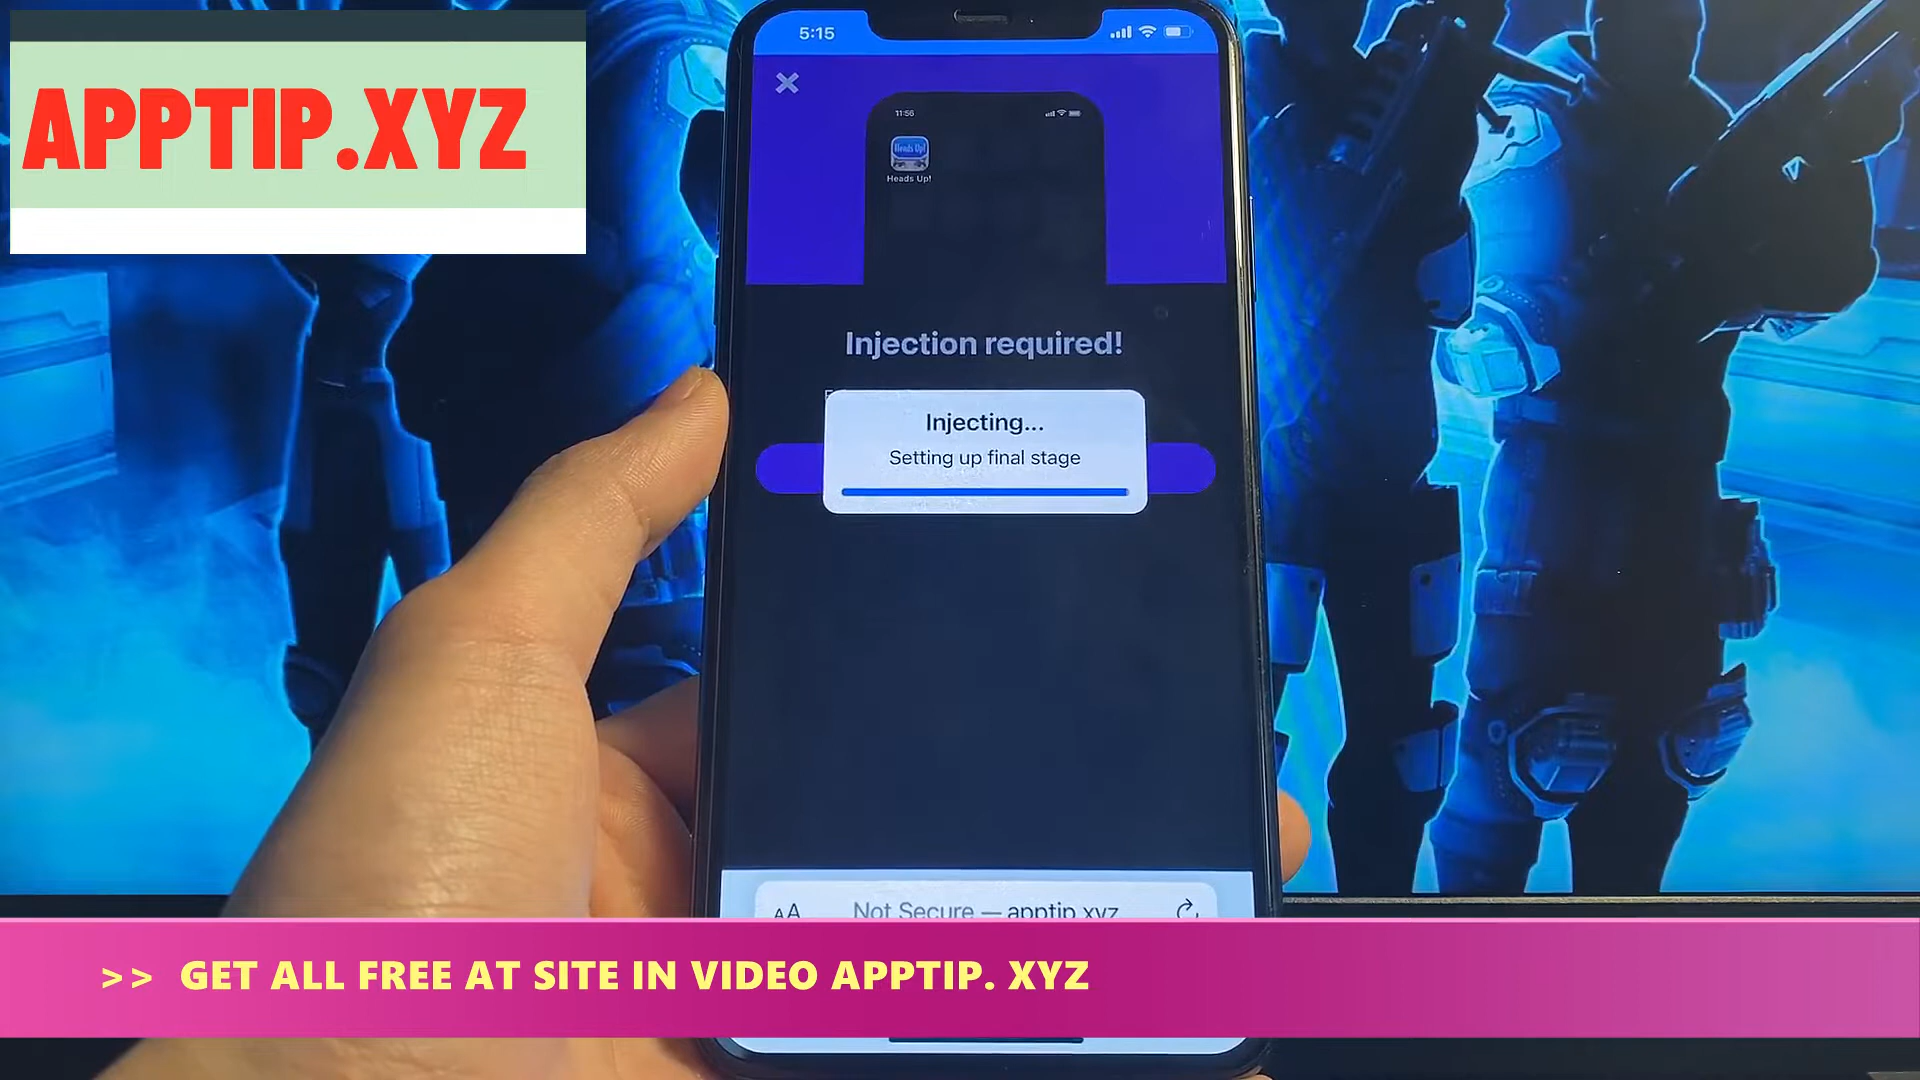 APPTIP.XYZ
5:15
11:56
Heads Up!
Heads Up!
Injection required!
Injecting...
Setting up final stage
AA Not Secure — apptip.xyz
>> GET ALL FREE AT SITE IN VIDEO APPTIP. XYZ